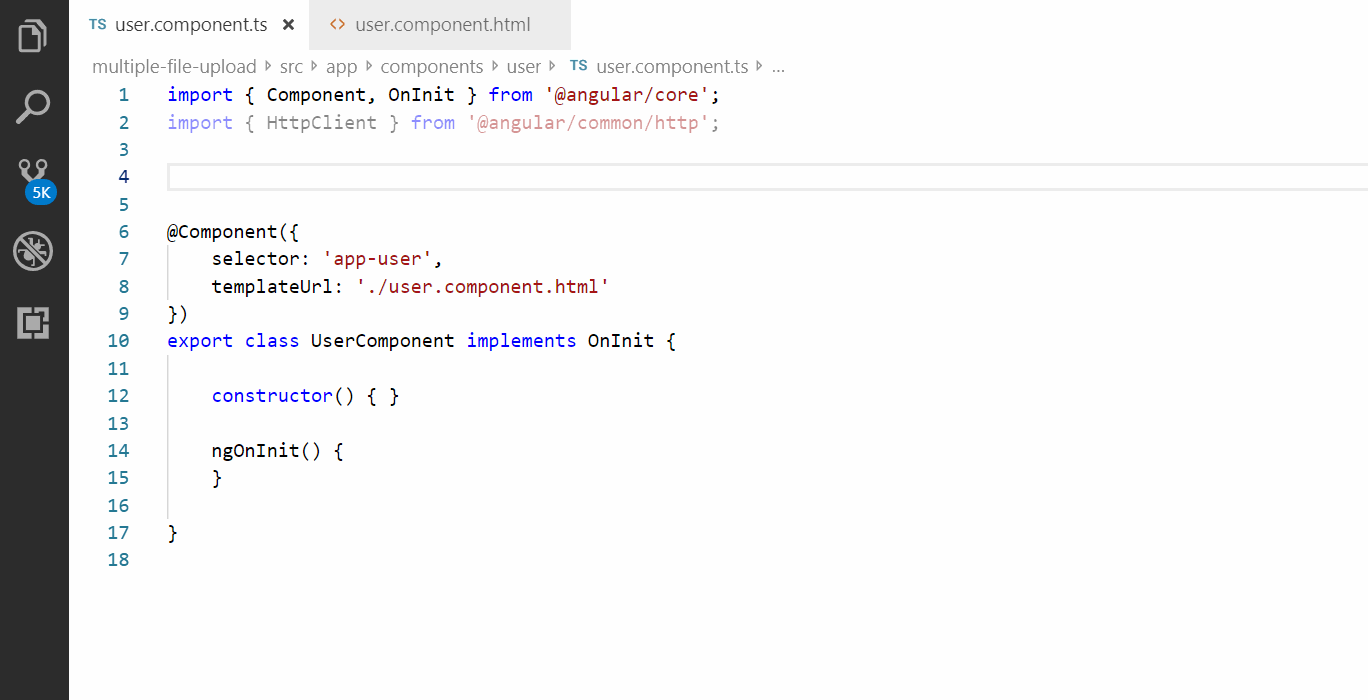 TS user.component.ts × <> user.component.html
multiple-file-upload src app components user TS user.component.ts ...
1 import { Component, OnInit } from '@angular/core';
2 import { HttpClient } from '@angular/common/http';
3
4
5K
5
6 @Component({
7 selector: 'app-user',
8 templateUrl: './user.component.html'
9 })
10 export class UserComponent implements OnInit {
11
12 constructor() { }
13
14 ngOnInit() {
15 }
16
17 }
18